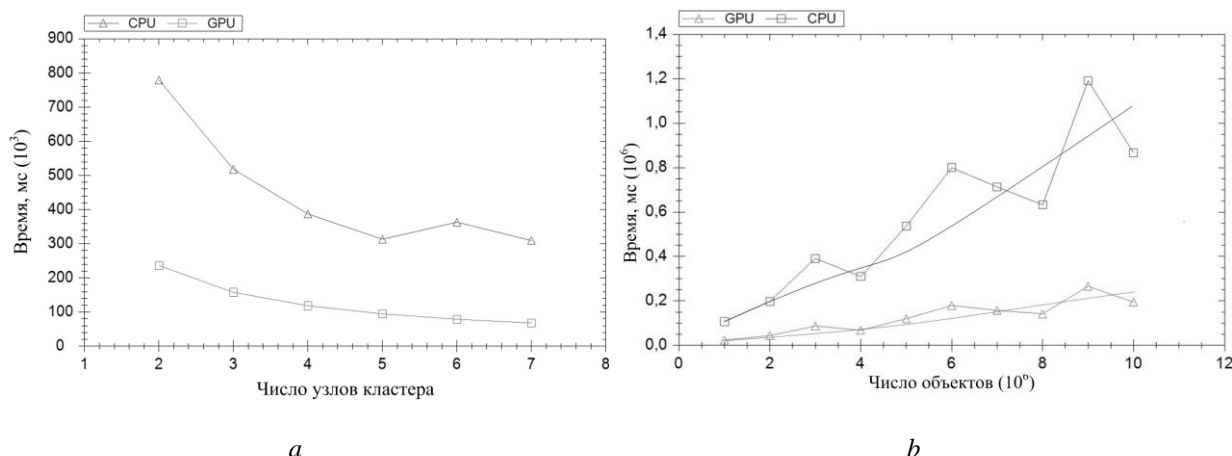 CPU GPU
900
800
700
600
500
400
300
200
100
0
Время, мс (10³)
1 2 3 4 5 6 7 8
Число узлов кластера
a
GPU CPU
1,4
1,2
1,0
0,8
0,6
0,4
0,2
0,0
Время, мс (10⁶)
0 2 4 6 8 10 12
Число объектов (10⁶)
b